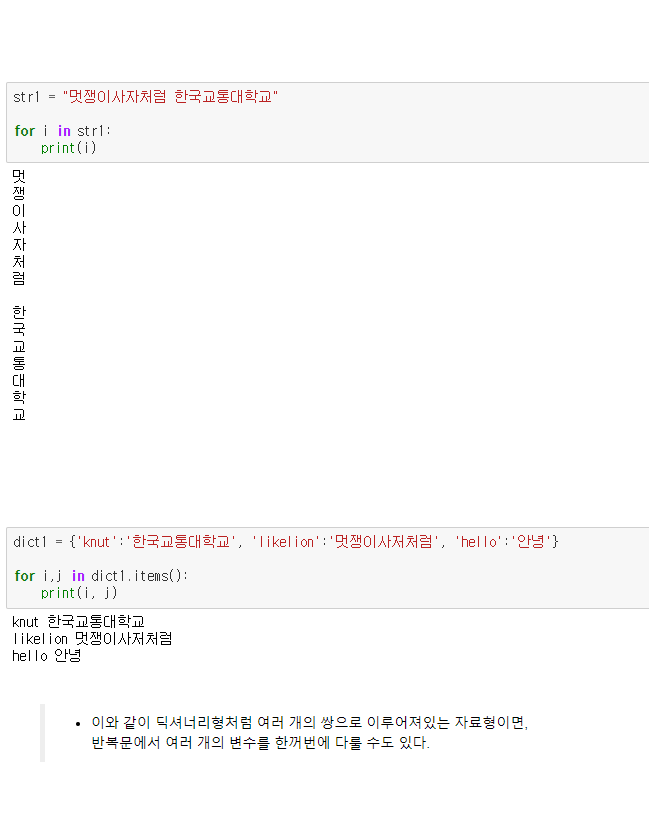 str1 = "멋쟁이사자처럼 한국교통대학교"
for i in str1:
    print(i)
멋
쟁
이
사
자
처
럼
한
국
교
통
대
학
교
dict1 = {'knut':'한국교통대학교', 'likelion':'멋쟁이사저처럼', 'hello':'안녕'}
for i,j in dict1.items():
    print(i, j)
knut 한국교통대학교
likelion 멋쟁이사저처럼
hello 안녕
• 이와 같이 딕셔너리형처럼 여러 개의 쌍으로 이루어져있는 자료형이면,
반복문에서 여러 개의 변수를 한꺼번에 다룰 수도 있다.